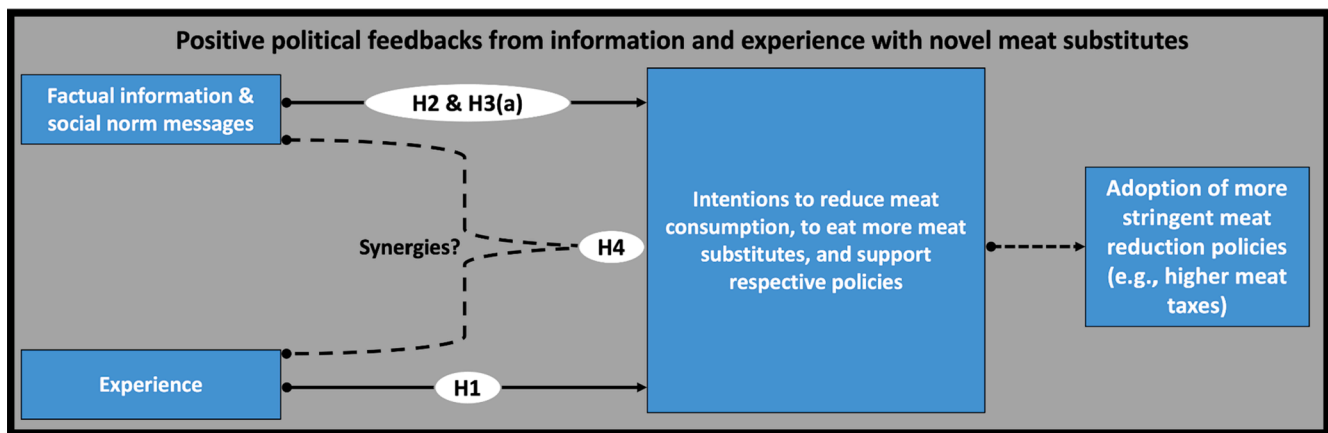 Positive political feedbacks from information and experience with novel meat substitutes
Factual information &
social norm messages
H2 & H3(a)
Synergies?
H4
Experience
H1
Intentions to reduce meat
consumption, to eat more meat
substitutes, and support
respective policies
Adoption of more
stringent meat
reduction policies
(e.g., higher meat
taxes)